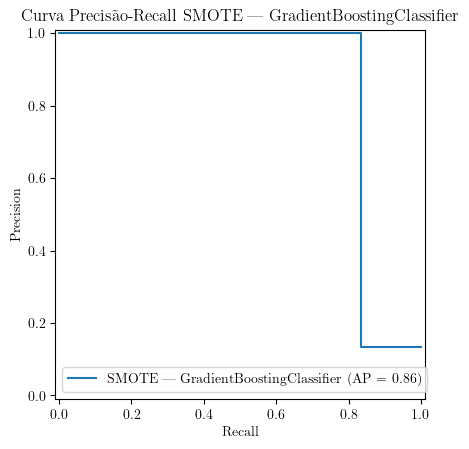 Curva Precisão-Recall SMOTE — GradientBoostingClassifier
1.0
0.8
0.6
0.4
0.2
0.0
Precision
SMOTE — GradientBoostingClassifier (AP = 0.86)
0.0 0.2 0.4 0.6 0.8 1.0
Recall